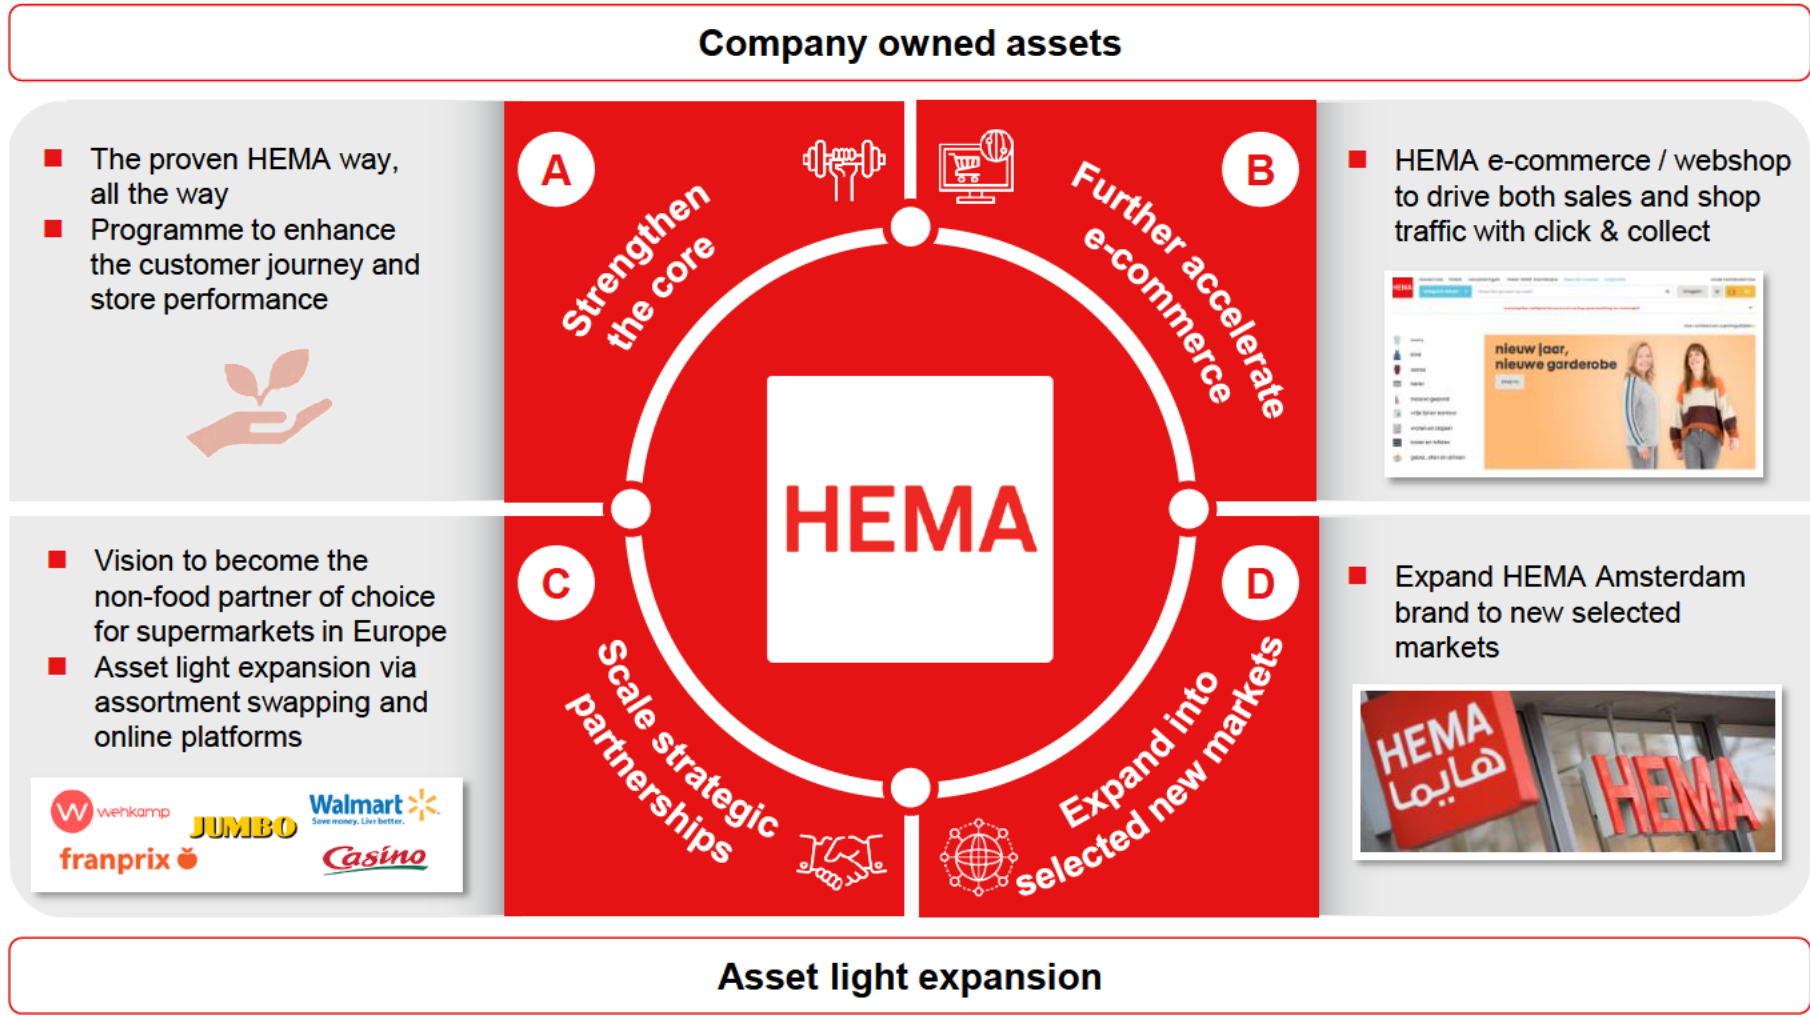 Company owned assets
The proven HEMA way,
all the way
Programme to enhance
the customer journey and
store performance
A
Strengthen
the core
B
Further accelerate
e-commerce
HEMA e-commerce / webshop
to drive both sales and shop
traffic with click & collect
HEMA
nieuw jaar,
nieuwe garderobe
HEMA
Vision to become the
non-food partner of choice
for supermarkets in Europe
Asset light expansion via
assortment swapping and
online platforms
wehkamp
JUMBO
Walmart
Save money. Live better.
franprix
Casino
C
Scale strategic
partnerships
D
Expand into
selected new markets
Expand HEMA Amsterdam
brand to new selected
markets
HEMA
هايما
HEMA
Asset light expansion